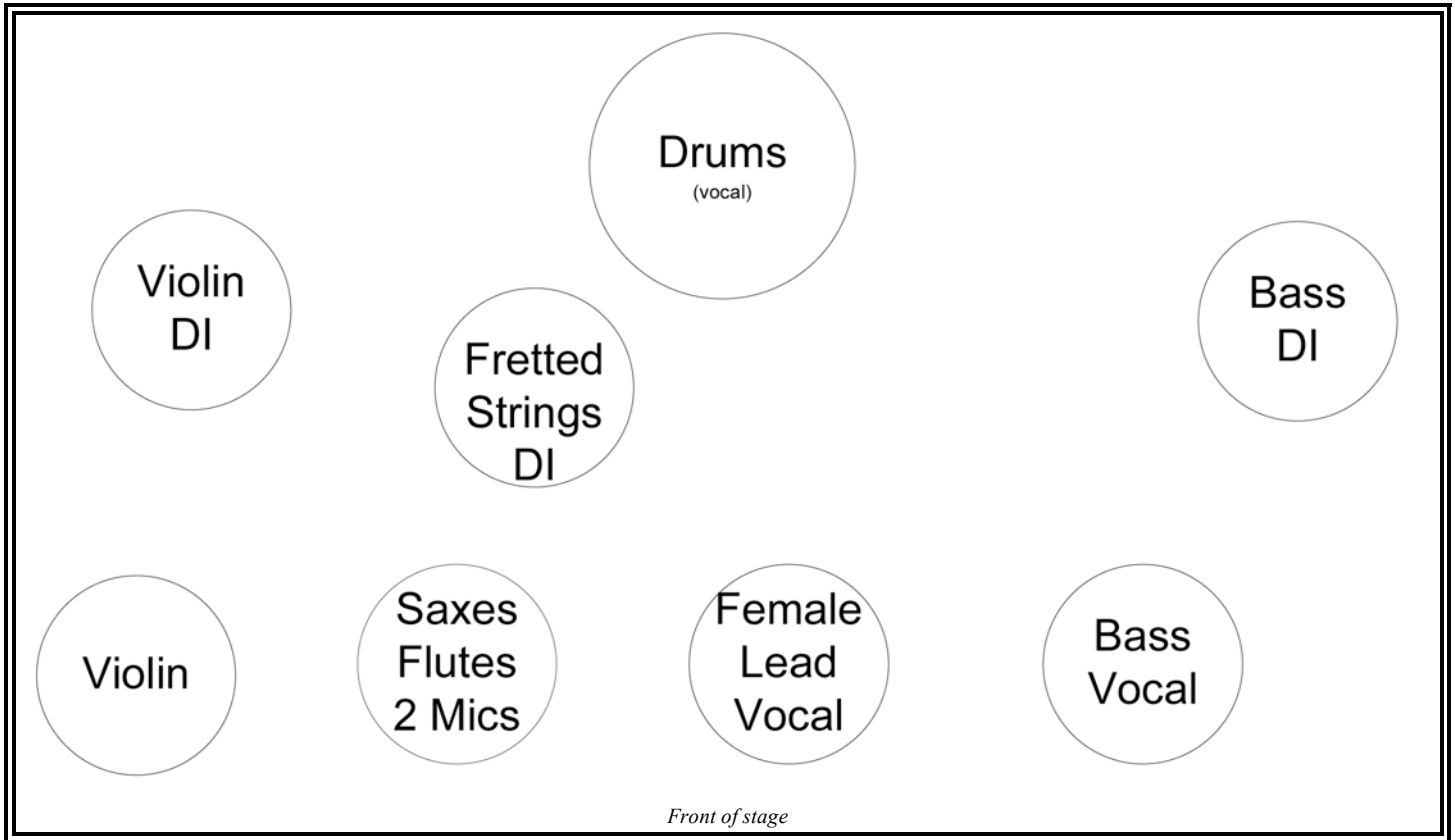 Drums
(vocal)
Violin
DI
Bass
DI
Fretted
Strings
DI
Violin
Saxes
Flutes
2 Mics
Female
Lead
Vocal
Bass
Vocal
Front of stage